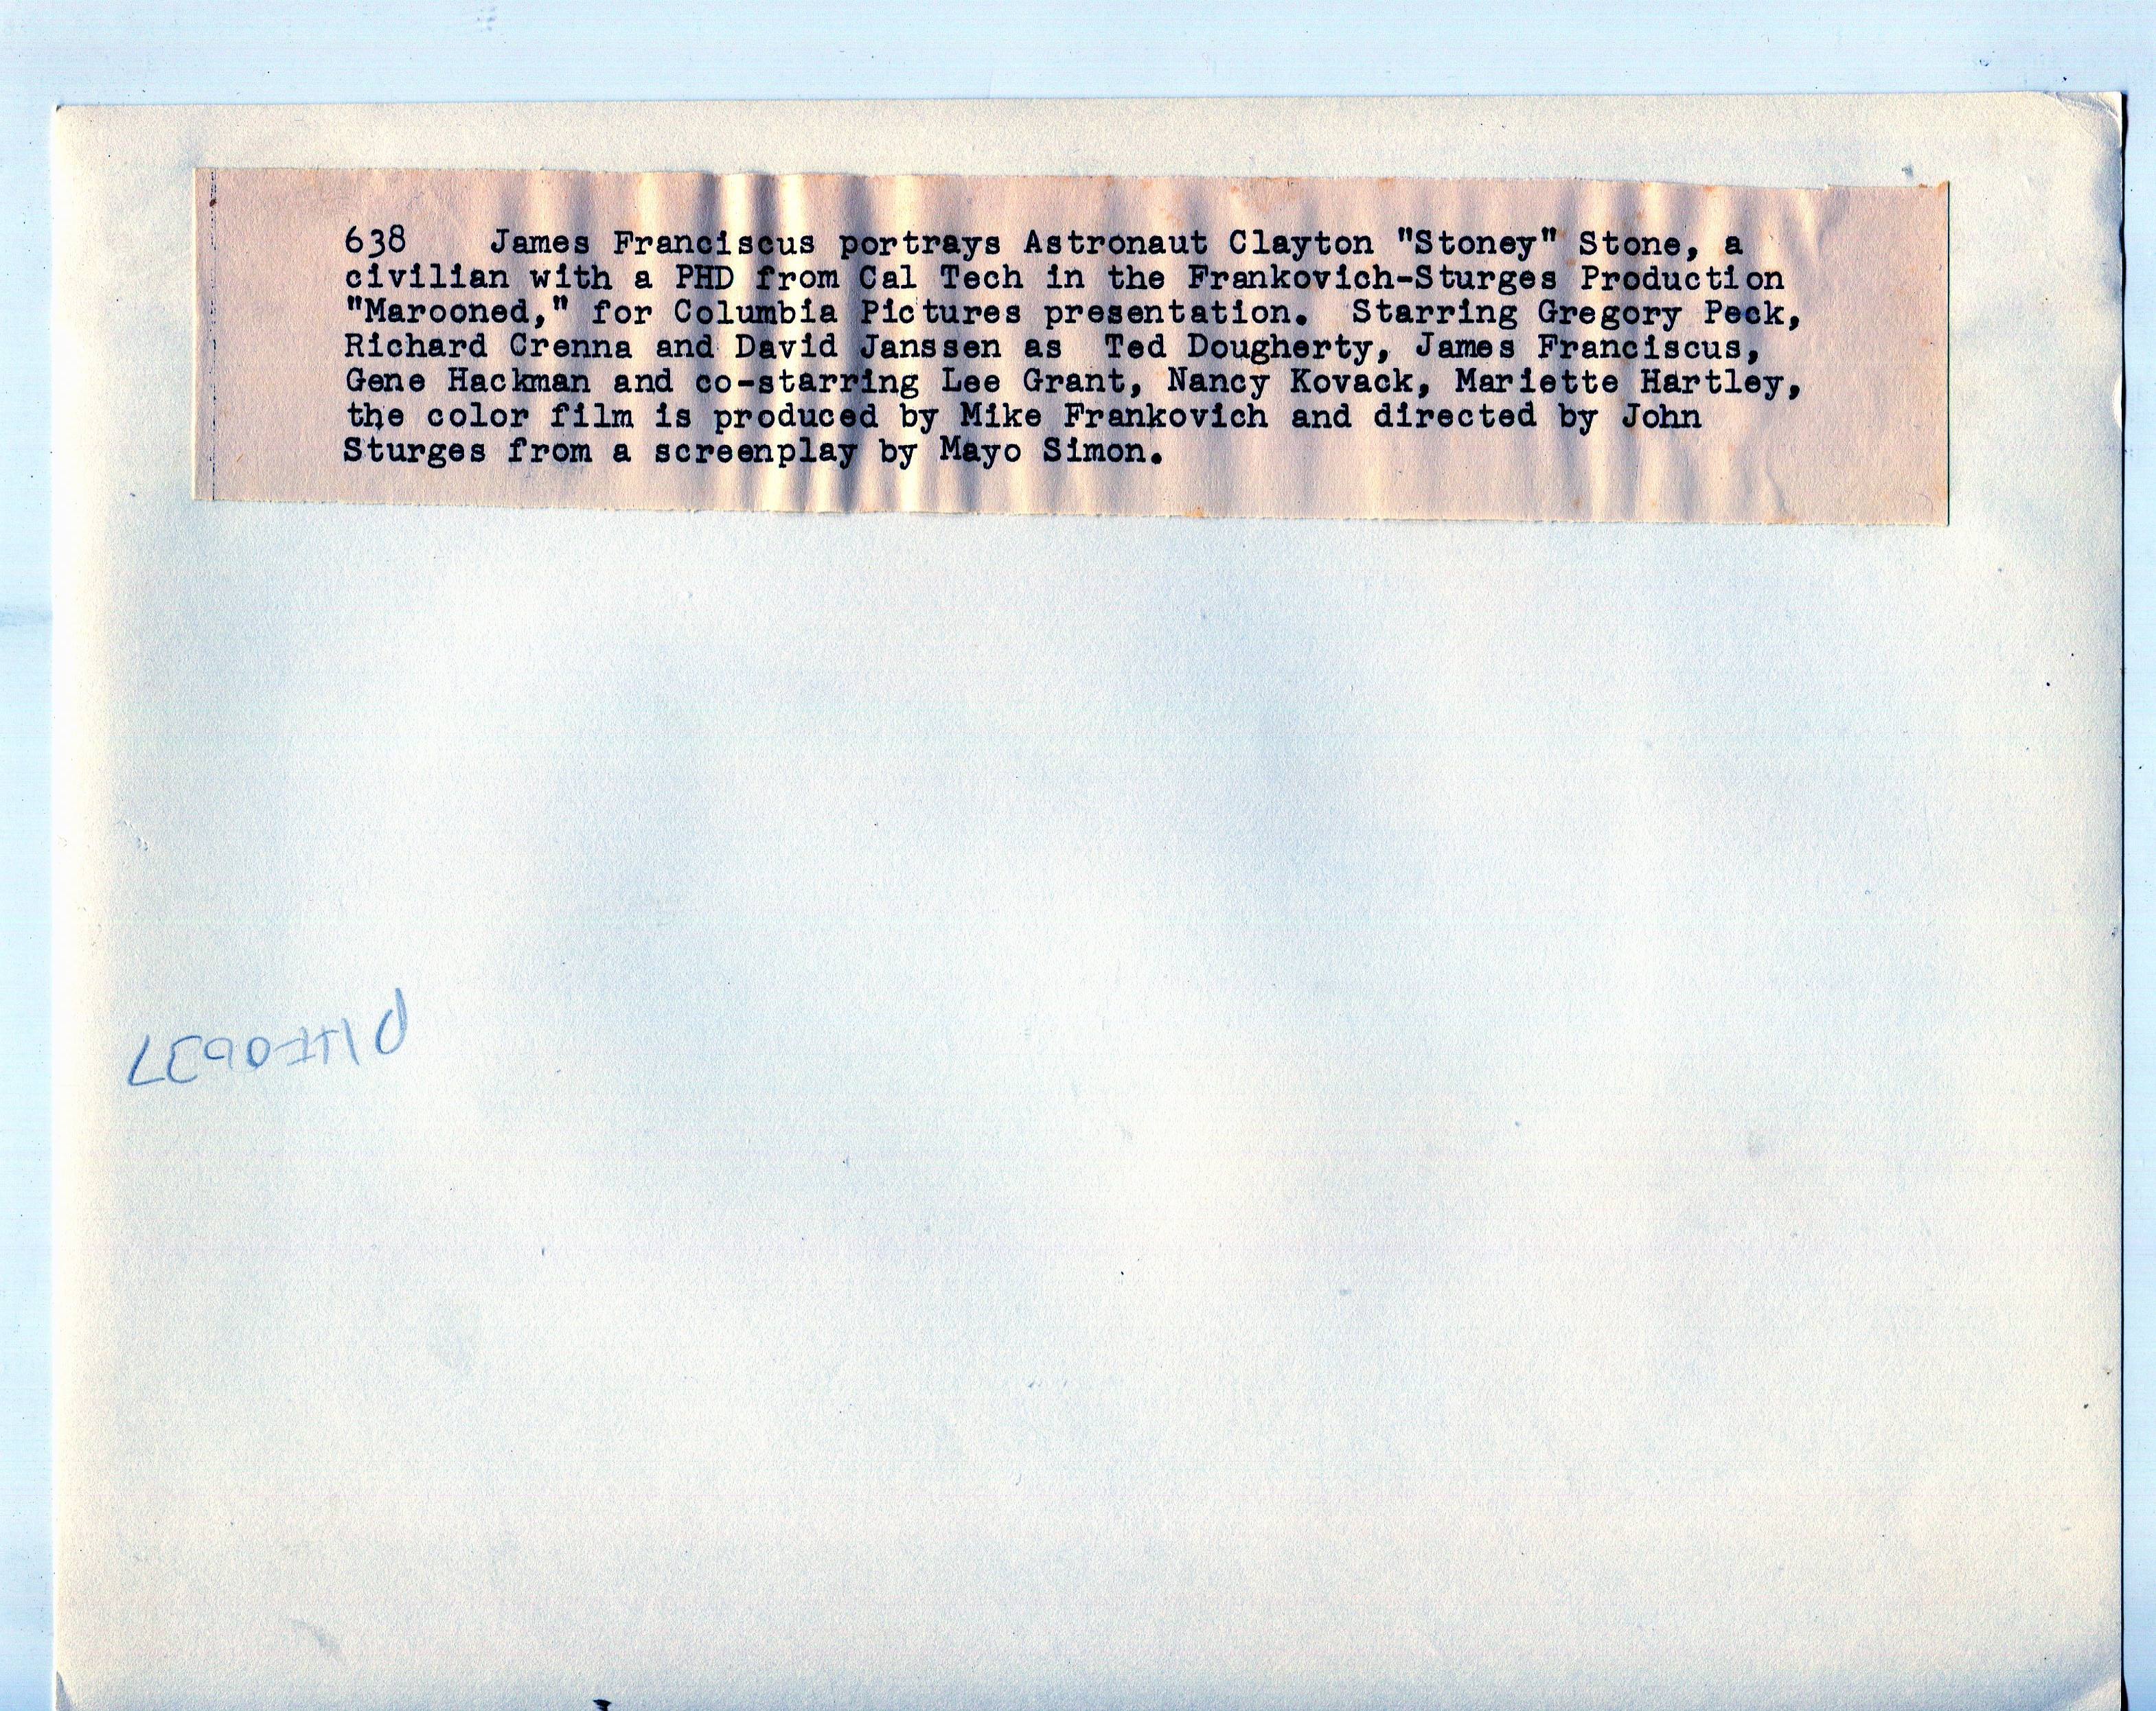 638    James Franciscus portrays Astronaut Clayton "Stoney" Stone, a
civilian with a PHD from Cal Tech in the Frankovich-Sturges Production
"Marooned," for Columbia Pictures presentation.  Starring Gregory Peck,
Richard Crenna and David Janssen as  Ted Dougherty, James Franciscus,
Gene Hackman and co-starring Lee Grant, Nancy Kovack, Mariette Hartley,
the color film is produced by Mike Frankovich and directed by John
Sturges from a screenplay by Mayo Simon.